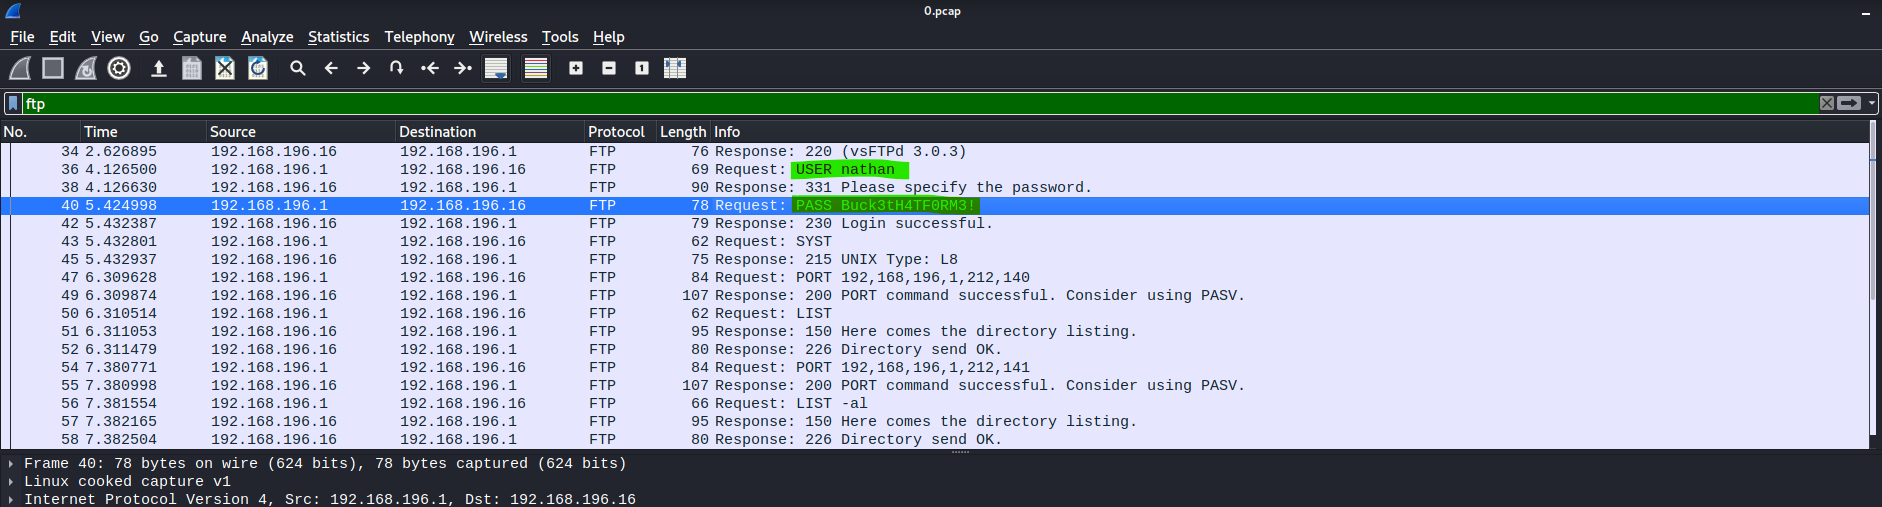 0.pcap
File Edit View Go Capture Analyze Statistics Telephony Wireless Tools Help
ftp
No. Time Source Destination Protocol Length Info
34 2.626895 192.168.196.16 192.168.196.1 FTP 76 Response: 220 (vsFTPd 3.0.3)
36 4.126500 192.168.196.1 192.168.196.16 FTP 69 Request: USER nathan
38 4.126630 192.168.196.16 192.168.196.1 FTP 90 Response: 331 Please specify the password.
40 5.424998 192.168.196.1 192.168.196.16 FTP 78 Request: PASS Buck3tH4TF0RM3!
42 5.432387 192.168.196.16 192.168.196.1 FTP 79 Response: 230 Login successful.
43 5.432801 192.168.196.1 192.168.196.16 FTP 62 Request: SYST
45 5.432937 192.168.196.16 192.168.196.1 FTP 75 Response: 215 UNIX Type: L8
47 6.309628 192.168.196.1 192.168.196.16 FTP 84 Request: PORT 192,168,196,1,212,140
49 6.309874 192.168.196.16 192.168.196.1 FTP 107 Response: 200 PORT command successful. Consider using PASV.
50 6.310514 192.168.196.1 192.168.196.16 FTP 62 Request: LIST
51 6.311053 192.168.196.16 192.168.196.1 FTP 95 Response: 150 Here comes the directory listing.
52 6.311479 192.168.196.16 192.168.196.1 FTP 80 Response: 226 Directory send OK.
54 7.380771 192.168.196.1 192.168.196.16 FTP 84 Request: PORT 192,168,196,1,212,141
55 7.380998 192.168.196.16 192.168.196.1 FTP 107 Response: 200 PORT command successful. Consider using PASV.
56 7.381554 192.168.196.1 192.168.196.16 FTP 66 Request: LIST -al
57 7.382165 192.168.196.16 192.168.196.1 FTP 95 Response: 150 Here comes the directory listing.
58 7.382504 192.168.196.16 192.168.196.1 FTP 80 Response: 226 Directory send OK.
Frame 40: 78 bytes on wire (624 bits), 78 bytes captured (624 bits)
Linux cooked capture v1
Internet Protocol Version 4, Src: 192.168.196.1, Dst: 192.168.196.16